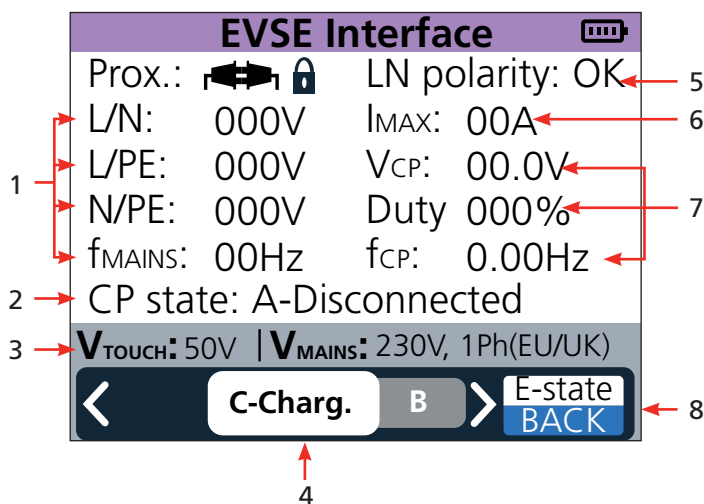 EVSE Interface
Prox.: LN polarity: OK 5
L/N: 000V IMAX: 00A 6
L/PE: 000V VCP: 00.0V
1
N/PE: 000V Duty 000% 7
fMAINS: 00Hz fCP: 0.00Hz
2 CP state: A-Disconnected
3 VTOUCH: 50V | VMAINS: 230V, 1Ph(EU/UK)
C-Charg. B E-state
BACK 8
4